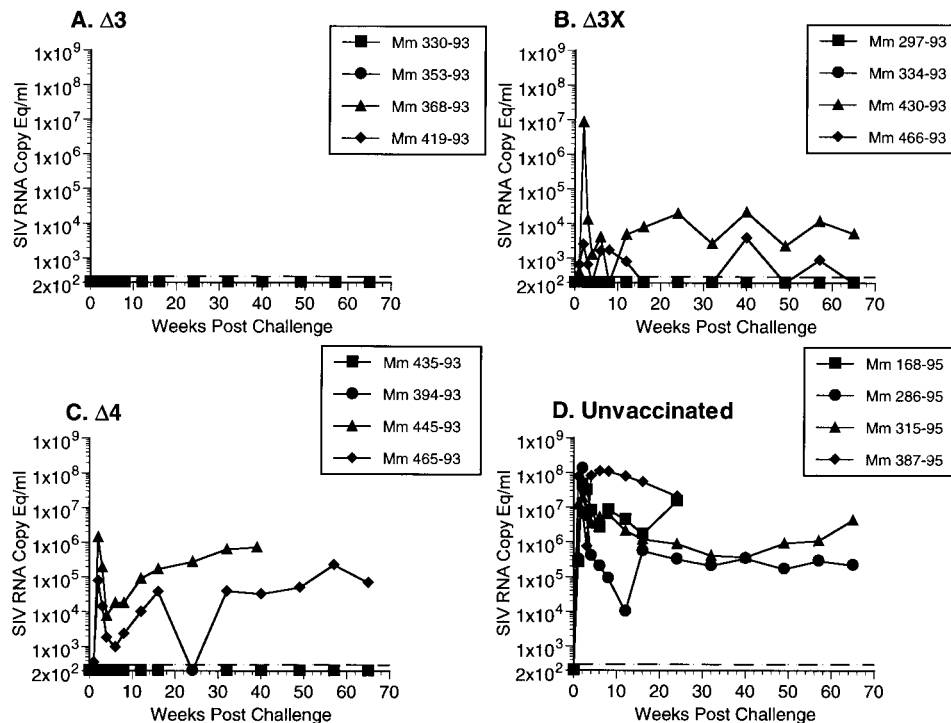 A. Δ3
Mm 330-93
Mm 353-93
Mm 368-93
Mm 419-93
SIV RNA Copy Eq/ml
1x10⁹
1x10⁸
1x10⁷
1x10⁶
1x10⁵
1x10⁴
1x10³
2x10²
0 10 20 30 40 50 60 70
Weeks Post Challenge
B. Δ3X
Mm 297-93
Mm 334-93
Mm 430-93
Mm 466-93
SIV RNA Copy Eq/ml
1x10⁹
1x10⁸
1x10⁷
1x10⁶
1x10⁵
1x10⁴
1x10³
2x10²
0 10 20 30 40 50 60 70
Weeks Post Challenge
C. Δ4
Mm 435-93
Mm 394-93
Mm 445-93
Mm 465-93
SIV RNA Copy Eq/ml
1x10⁹
1x10⁸
1x10⁷
1x10⁶
1x10⁵
1x10⁴
1x10³
2x10²
0 10 20 30 40 50 60 70
Weeks Post Challenge
D. Unvaccinated
Mm 168-95
Mm 286-95
Mm 315-95
Mm 387-95
SIV RNA Copy Eq/ml
1x10⁹
1x10⁸
1x10⁷
1x10⁶
1x10⁵
1x10⁴
1x10³
2x10²
0 10 20 30 40 50 60 70
Weeks Post Challenge